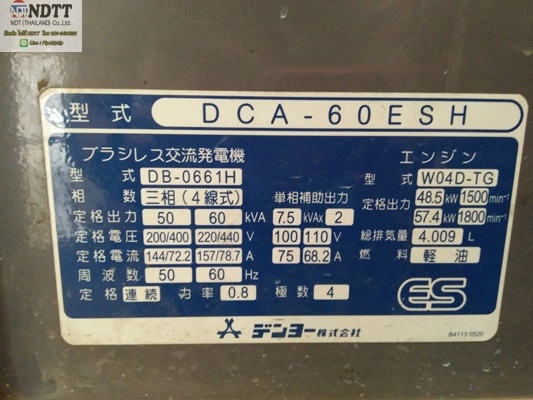 NDT NDTT
NDT (THAILAND) Co.,Ltd.
型式 DCA-60ESH
ブラシレス交流発電機 エンジン
型式 DB-0661H 型式 W04D-TG
相数 三相(4線式) 単相補助出力 定格出力 48.5 kW 1500 min⁻¹
定格出力 50 60 kVA 7.5 kVAx 2 57.4 kW 1800 min⁻¹
定格電圧 200/400 220/440 V 100 110 V 総排気量 4.009 L
定格電流 144/72.2 157/78.7 A 75 68.2 A 燃料 軽油
周波数 50 60 Hz
定格 連続 力率 0.8 極数 4 ES
デンヨー株式会社 B4113 0520